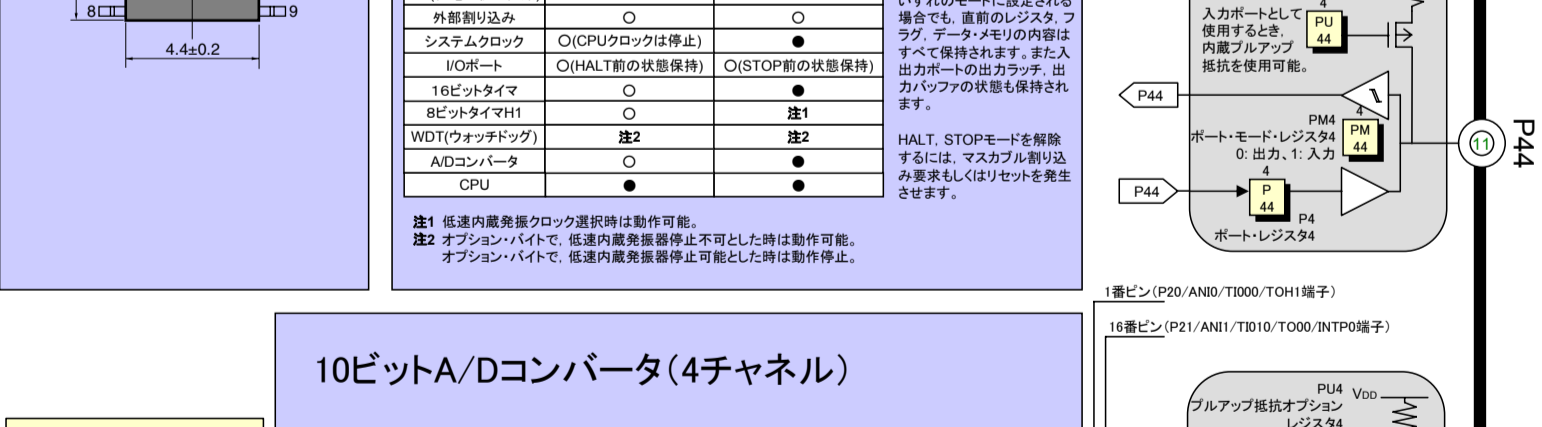 8
9
4.4±0.2
外部割り込み ○ ○
システムクロック ○(CPUクロックは停止) ●
I/Oポート ○(HALT前の状態保持) ○(STOP前の状態保持)
16ビットタイマ ○ ●
8ビットタイマH1 ○ 注1
WDT(ウォッチドッグ) 注2 注2
A/Dコンバータ ○ ●
CPU ● ●
注1 低速内蔵発振クロック選択時は動作可能。
注2 オプション・バイトで，低速内蔵発振器停止不可とした時は動作可能。
オプション・バイトで，低速内蔵発振器停止可能とした時は動作停止。
いずれのモードに設定される
場合でも，直前のレジスタ，フ
ラグ，データ・メモリの内容は
すべて保持されます。また入
出力ポートの出力ラッチ，出
力バッファの状態も保持され
ます。
HALT，STOPモードを解除
するには，マスカブル割り込
み要求もしくはリセットを発生
させます。
入力ポートとして
使用するとき，
内蔵プルアップ
抵抗を使用可能。
4
PU
44
P44
4
PM4
ポート・モード・レジスタ4
0: 出力、1: 入力
PM
44
P44
4
P
44
P4
ポート・レジスタ4
11
P44
1番ピン（P20/ANI0/TI000/TOH1端子）
16番ピン（P21/ANI1/TI010/TO00/INTP0端子）
10ビットA/Dコンバータ（4チャネル）
PU4
プルアップ抵抗オプション
レジスタ4
VDD